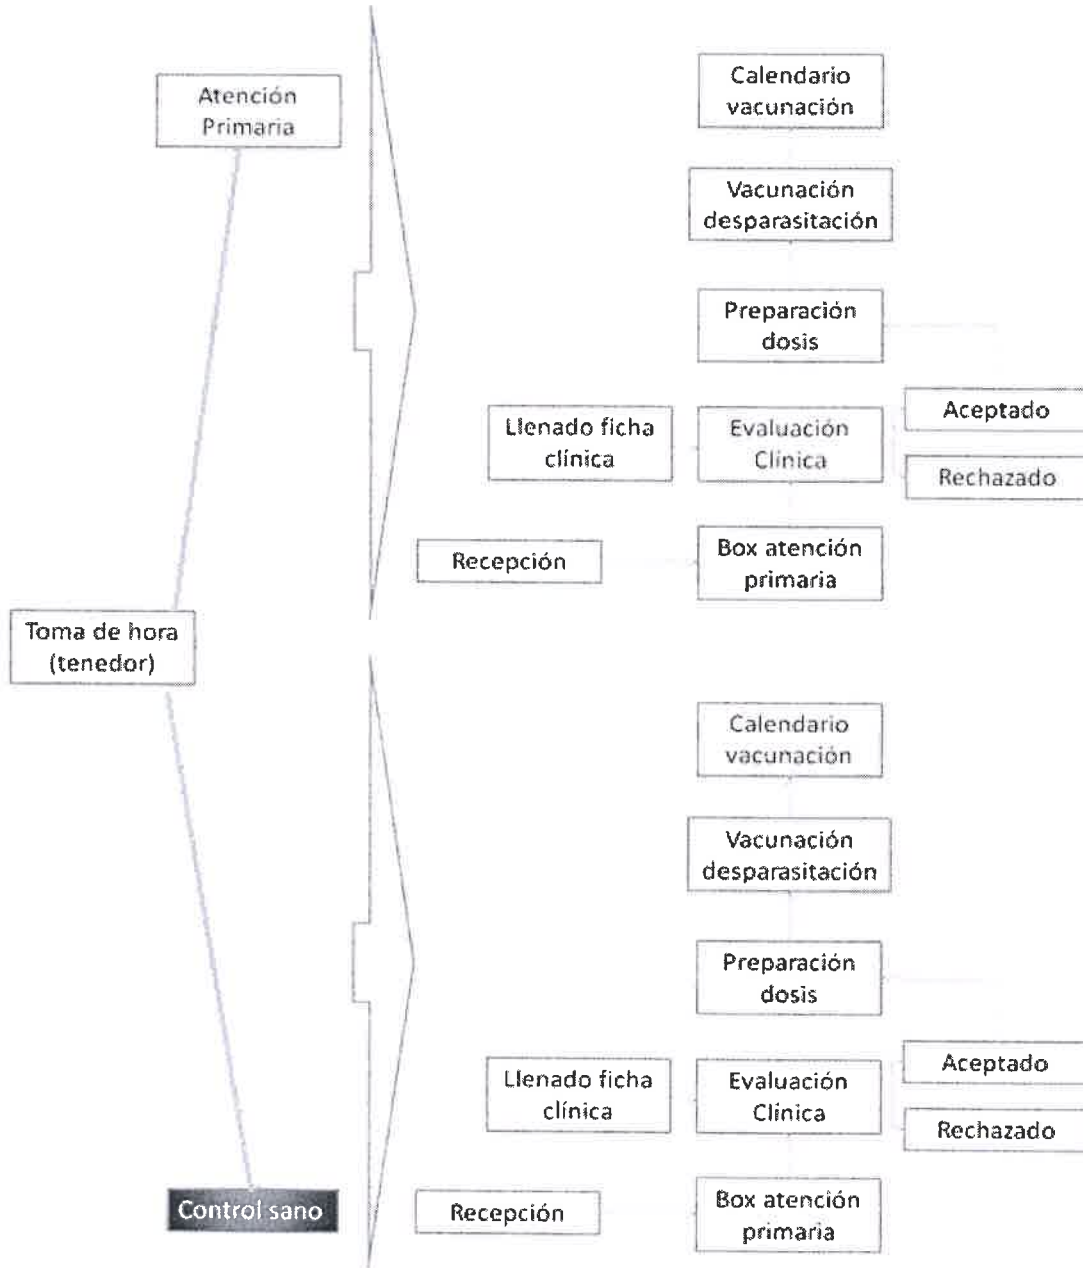 Atención
Primaria
Calendario
vacunación
Vacunación
desparasitación
Preparación
dosis
Llenado ficha
clínica
Evaluación
Clínica
Aceptado
Rechazado
Recepción
Box atención
primaria
Toma de hora
(tenedor)
Calendario
vacunación
Vacunación
desparasitación
Preparación
dosis
Llenado ficha
clínica
Evaluación
Clínica
Aceptado
Rechazado
Control sano
Recepción
Box atención
primaria